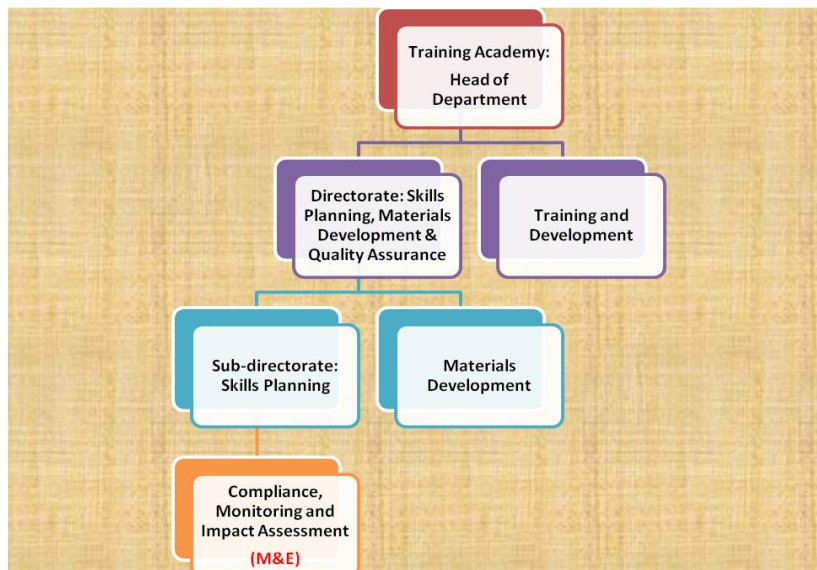 Training Academy:
Head of
Department
Directorate: Skills
Planning, Materials
Development &
Quality Assurance
Training and
Development
Sub-directorate:
Skills Planning
Materials
Development
Compliance,
Monitoring and
Impact Assessment
(M&E)